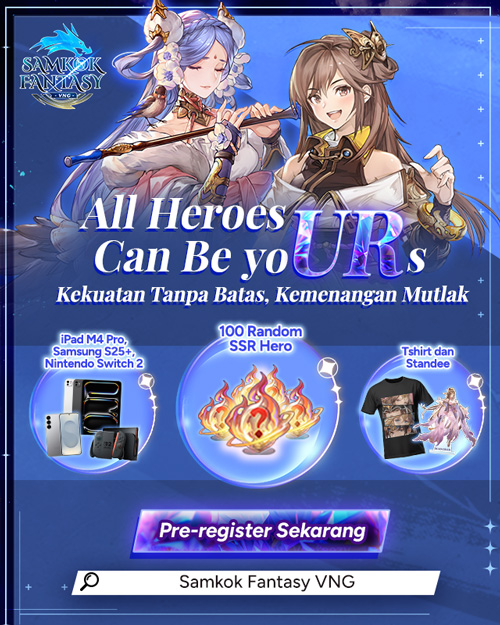 SAMKOK
FANTASY
VNG
All Heroes
Can Be yoURs
Kekuatan Tanpa Batas, Kemenangan Mutlak
iPad M4 Pro,
Samsung S25+,
Nintendo Switch 2
100 Random
SSR Hero
Tshirt dan
Standee
Pre-register Sekarang
Samkok Fantasy VNG